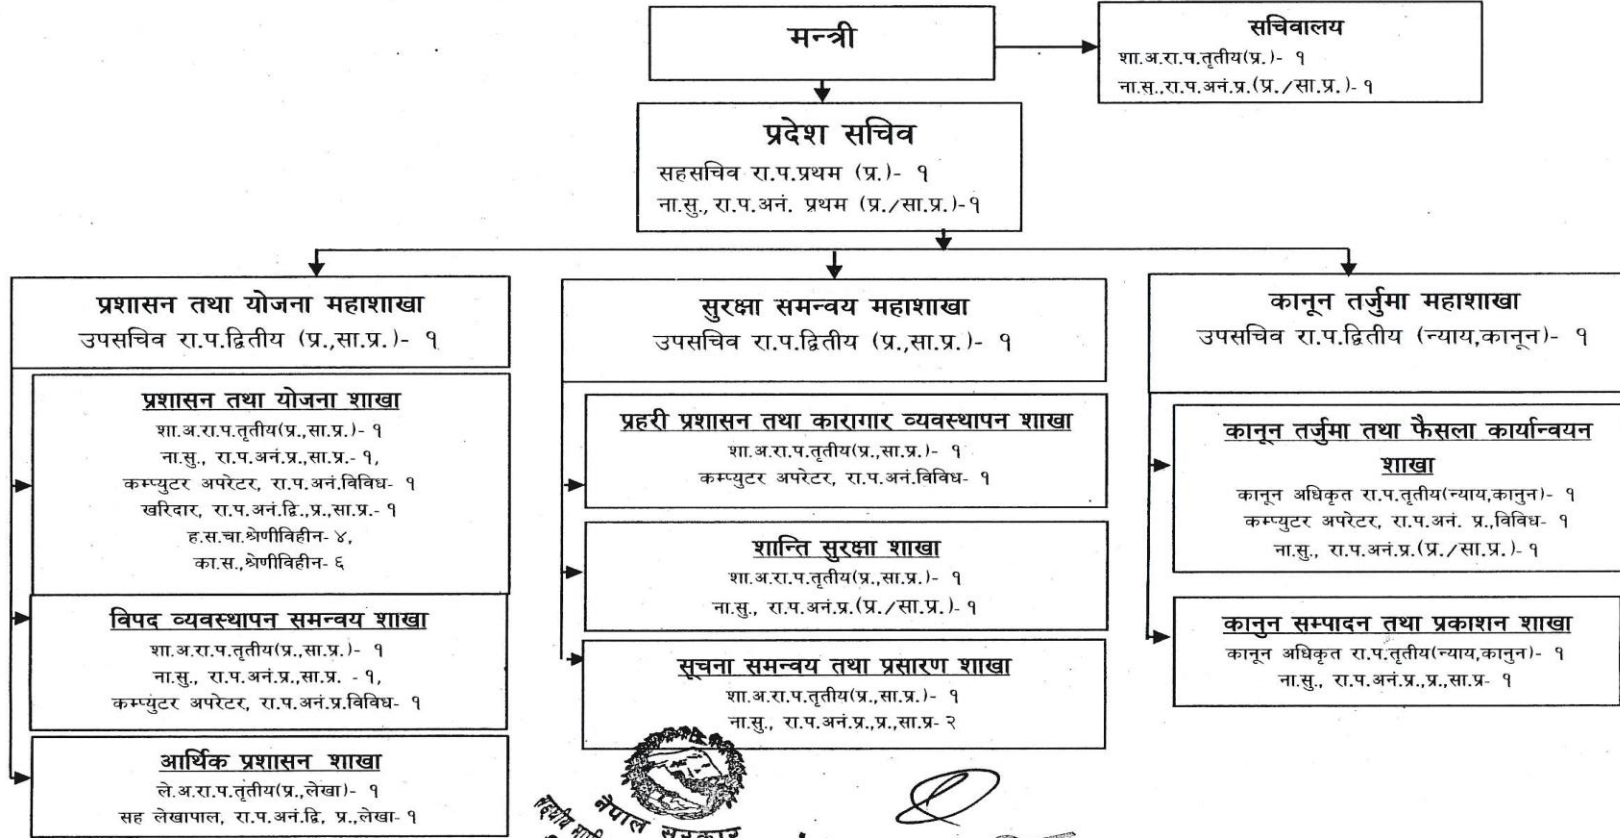 मन्त्री
सचिवालय
शा.अ.रा.प.तृतीय(प्र.)- १
ना.सु.,रा.प.अनं.प्र.(प्र./सा.प्र.)-१
प्रदेश सचिव
सहसचिव रा.प.प्रथम (प्र.)- १
ना.सु.,रा.प.अनं. प्रथम (प्र./सा.प्र.)-१
प्रशासन तथा योजना महाशाखा
उपसचिव रा.प.द्वितीय (प्र.,सा.प्र.)- १
प्रशासन तथा योजना शाखा
शा.अ.रा.प.तृतीय(प्र.,सा.प्र.)- १
ना.सु., रा.प.अनं.प्र.,सा.प्र.- १,
कम्प्युटर अपरेटर, रा.प.अनं.विविध- १
खरिदार, रा.प.अनं.द्वि.,प्र.,सा.प्र.- १
ह.स.चा.श्रेणीविहीन- ४,
का.स.,श्रेणीविहीन- ६
विपद व्यवस्थापन समन्वय शाखा
शा.अ.रा.प.तृतीय(प्र.,सा.प्र.)- १
ना.सु., रा.प.अनं.प्र.,सा.प्र. - १,
कम्प्युटर अपरेटर, रा.प.अनं.प्र.विविध- १
आर्थिक प्रशासन शाखा
ले.अ.रा.प.तृतीय(प्र.,लेखा)- १
सह लेखापाल, रा.प.अनं.द्वि, प्र.,लेखा- १
सुरक्षा समन्वय महाशाखा
उपसचिव रा.प.द्वितीय (प्र.,सा.प्र.)- १
प्रहरी प्रशासन तथा कारागार व्यवस्थापन शाखा
शा.अ.रा.प.तृतीय(प्र.,सा.प्र.)- १
कम्प्युटर अपरेटर, रा.प.अनं.विविध- १
शान्ति सुरक्षा शाखा
शा.अ.रा.प.तृतीय(प्र.,सा.प्र.)- १
ना.सु., रा.प.अनं.प्र.(प्र./सा.प्र.)-१
सूचना समन्वय तथा प्रसारण शाखा
शा.अ.रा.प.तृतीय(प्र.,सा.प्र.)- १
ना.सु., रा.प.अनं.प्र.,प्र.,सा.प्र- २
कानून तर्जुमा महाशाखा
उपसचिव रा.प.द्वितीय (न्याय,कानून)- १
कानून तर्जुमा तथा फैसला कार्यान्वयन
शाखा
कानून अधिकृत रा.प.तृतीय(न्याय,कानुन)- १
कम्प्युटर अपरेटर, रा.प.अनं. प्र.,विविध- १
ना.सु., रा.प.अनं.प्र.(प्र./सा.प्र.)-१
कानुन सम्पादन तथा प्रकाशन शाखा
कानून अधिकृत रा.प.तृतीय(न्याय,कानुन)- १
ना.सु., रा.प.अनं.प्र.,प्र.,सा.प्र- १
नेपाल सरकार